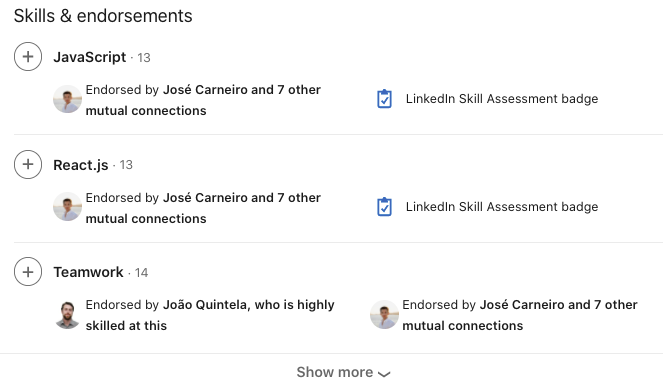 Skills & endorsements
JavaScript · 13
Endorsed by José Carneiro and 7 other
mutual connections
LinkedIn Skill Assessment badge
React.js · 13
Endorsed by José Carneiro and 7 other
mutual connections
LinkedIn Skill Assessment badge
Teamwork · 14
Endorsed by João Quintela, who is highly
skilled at this
Endorsed by José Carneiro and 7 other
mutual connections
Show more